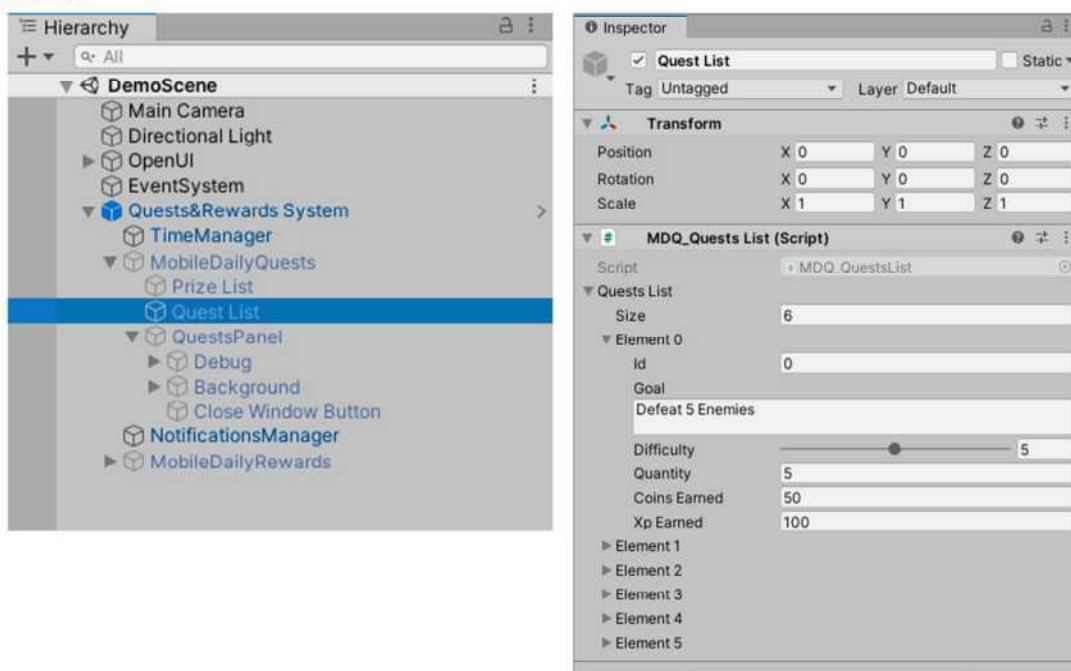 Hierarchy
All
DemoScene
Main Camera
Directional Light
OpenUI
EventSystem
Quests&Rewards System
TimeManager
MobileDailyQuests
Prize List
Quest List
QuestsPanel
Debug
Background
Close Window Button
NotificationsManager
MobileDailyRewards
Inspector
Quest List Static
Tag Untagged Layer Default
Transform
Position X 0 Y 0 Z 0
Rotation X 0 Y 0 Z 0
Scale X 1 Y 1 Z 1
# MDQ_Quests List (Script)
Script MDQ_QuestsList
Quests List
Size 6
Element 0
Id 0
Goal
Defeat 5 Enemies
Difficulty 5
Quantity 5
Coins Earned 50
Xp Earned 100
Element 1
Element 2
Element 3
Element 4
Element 5